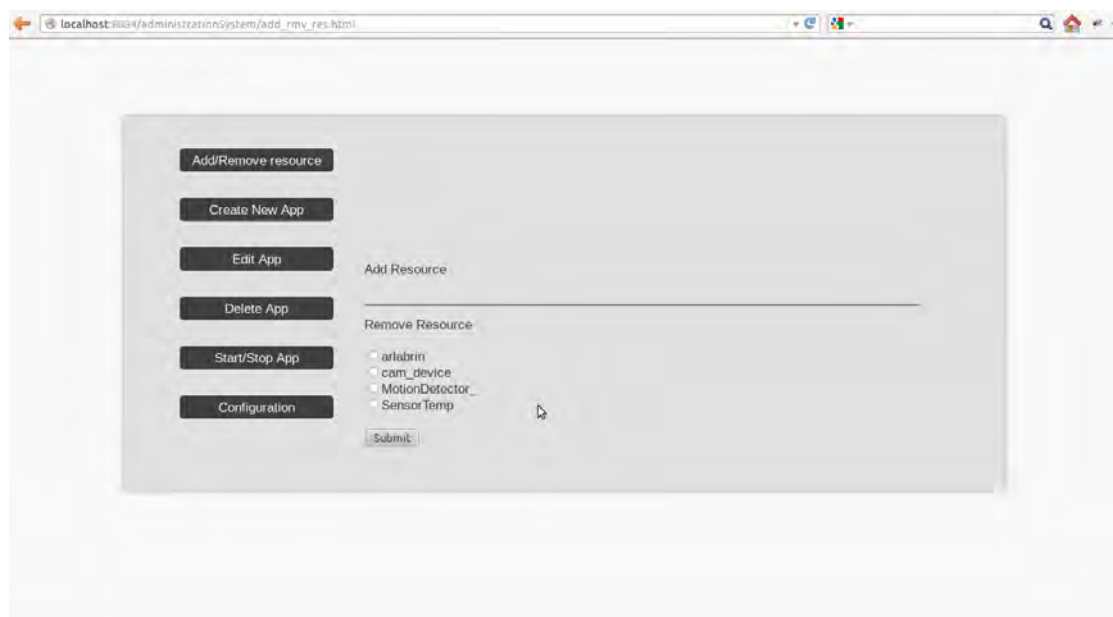 localhost:8084/administrationSystem/add_rmv_res.html
Add/Remove resource
Create New App
Edit App
Delete App
Start/Stop App
Configuration
Add Resource
Remove Resource
arlabrin
cam_device
MotionDetector_
SensorTemp
Submit